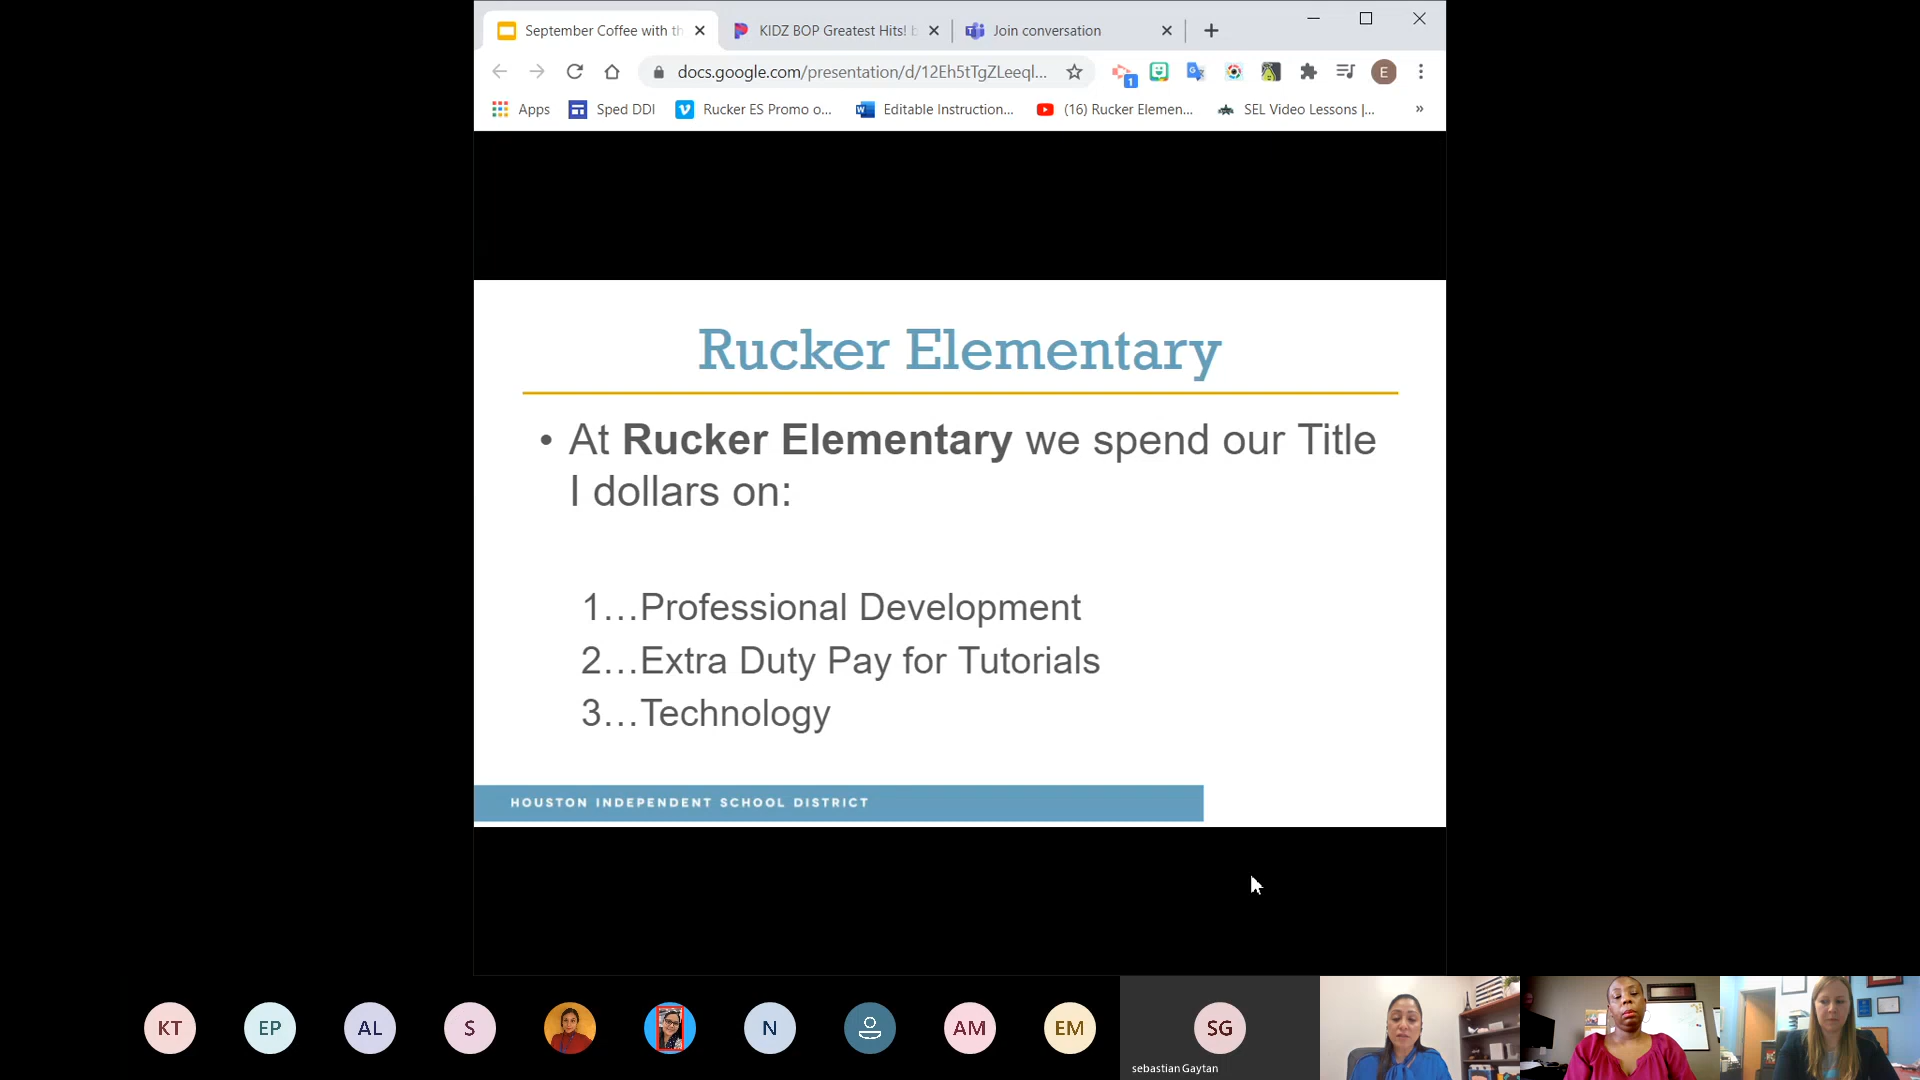 September Coffee with th
KIDZ BOP Greatest Hits! b
Join conversation
docs.google.com/presentation/d/12Eh5tTgZLeeql...
1
E
Apps
Sped DDI
Rucker ES Promo o...
Editable Instruction...
(16) Rucker Elemen...
SEL Video Lessons |...
»
Rucker Elementary
• At Rucker Elementary we spend our Title
I dollars on:
1…Professional Development
2…Extra Duty Pay for Tutorials
3…Technology
HOUSTON INDEPENDENT SCHOOL DISTRICT
KT
EP
AL
S
N
AM
EM
SG
sebastian Gaytan